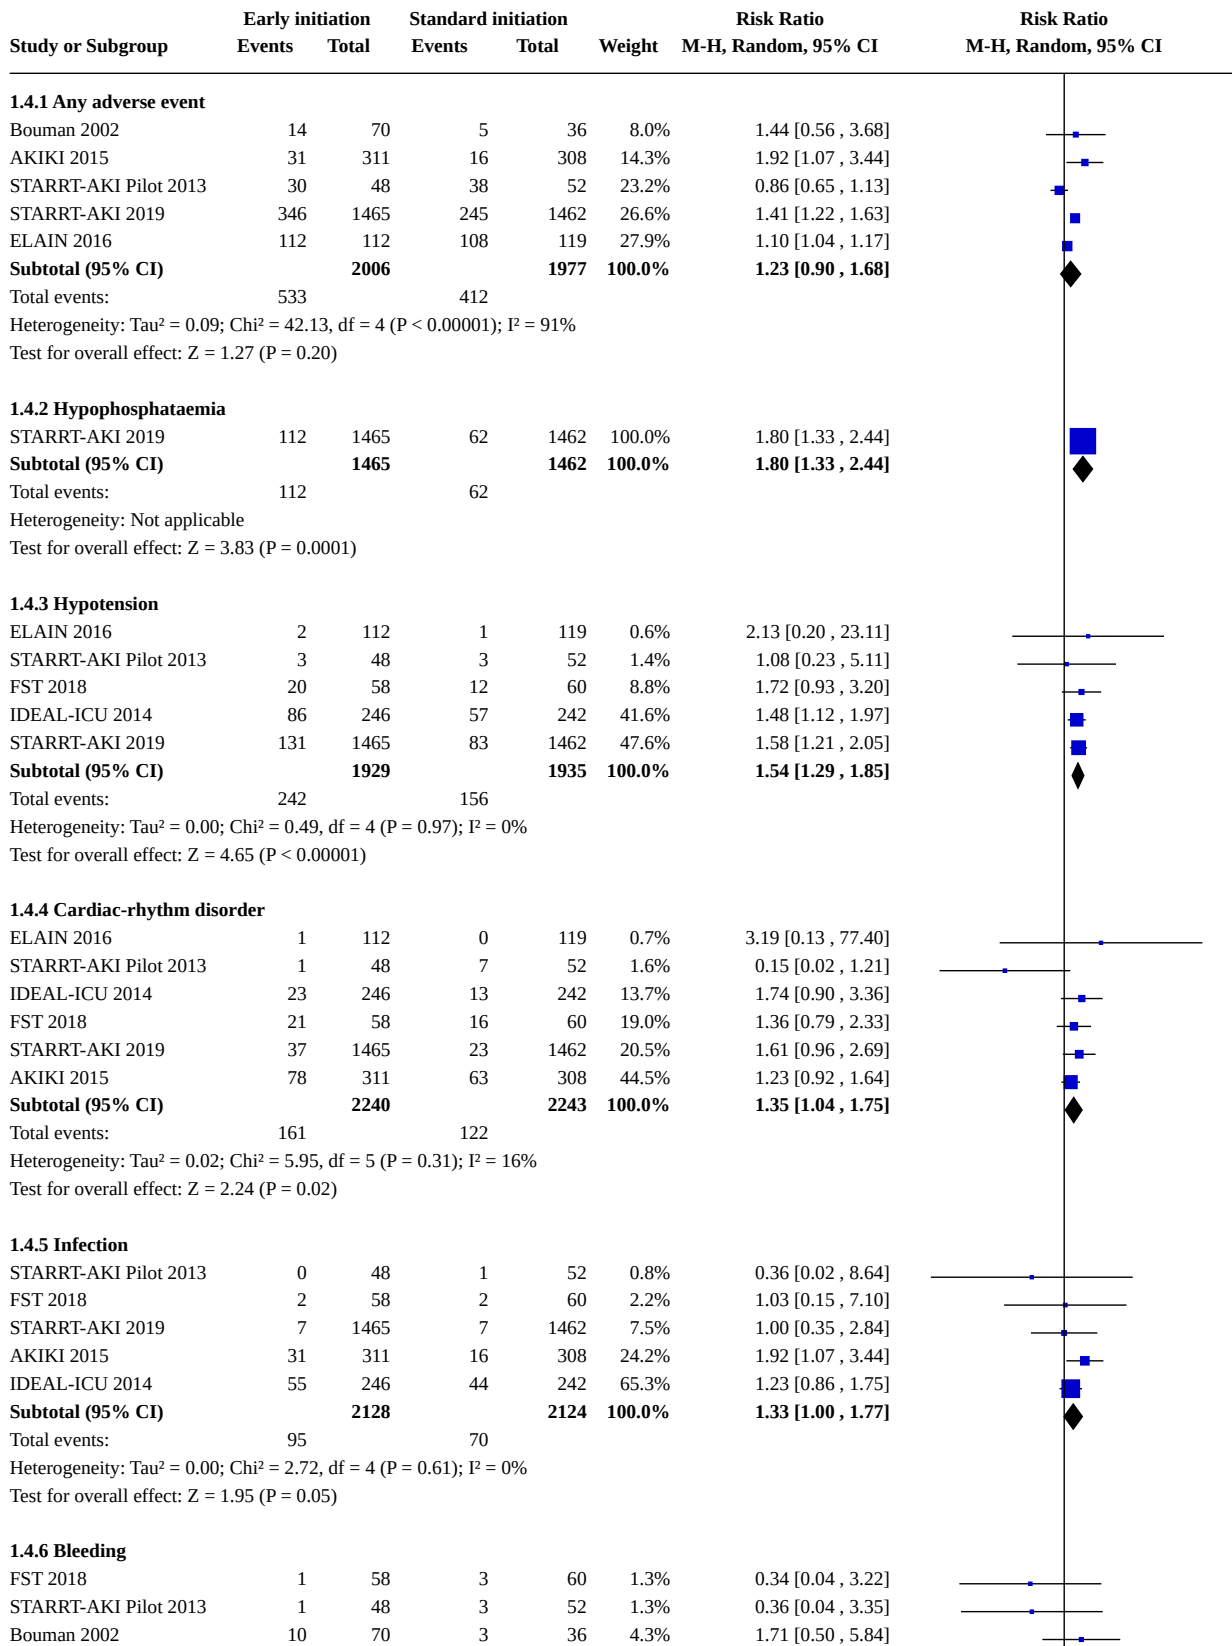 Early initiation Standard initiation Risk Ratio Risk Ratio
Study or Subgroup Events Total Events Total Weight M-H, Random, 95% CI M-H, Random, 95% CI
1.4.1 Any adverse event
Bouman 2002 14 70 5 36 8.0% 1.44 [0.56 , 3.68]
AKIKI 2015 31 311 16 308 14.3% 1.92 [1.07 , 3.44]
STARRT-AKI Pilot 2013 30 48 38 52 23.2% 0.86 [0.65 , 1.13]
STARRT-AKI 2019 346 1465 245 1462 26.6% 1.41 [1.22 , 1.63]
ELAIN 2016 112 112 108 119 27.9% 1.10 [1.04 , 1.17]
Subtotal (95% CI) 2006 1977 100.0% 1.23 [0.90 , 1.68]
Total events: 533 412
Heterogeneity: Tau² = 0.09; Chi² = 42.13, df = 4 (P < 0.00001); I² = 91%
Test for overall effect: Z = 1.27 (P = 0.20)
1.4.2 Hypophosphataemia
STARRT-AKI 2019 112 1465 62 1462 100.0% 1.80 [1.33 , 2.44]
Subtotal (95% CI) 1465 1462 100.0% 1.80 [1.33 , 2.44]
Total events: 112 62
Heterogeneity: Not applicable
Test for overall effect: Z = 3.83 (P = 0.0001)
1.4.3 Hypotension
ELAIN 2016 2 112 1 119 0.6% 2.13 [0.20 , 23.11]
STARRT-AKI Pilot 2013 3 48 3 52 1.4% 1.08 [0.23 , 5.11]
FST 2018 20 58 12 60 8.8% 1.72 [0.93 , 3.20]
IDEAL-ICU 2014 86 246 57 242 41.6% 1.48 [1.12 , 1.97]
STARRT-AKI 2019 131 1465 83 1462 47.6% 1.58 [1.21 , 2.05]
Subtotal (95% CI) 1929 1935 100.0% 1.54 [1.29 , 1.85]
Total events: 242 156
Heterogeneity: Tau² = 0.00; Chi² = 0.49, df = 4 (P = 0.97); I² = 0%
Test for overall effect: Z = 4.65 (P < 0.00001)
1.4.4 Cardiac-rhythm disorder
ELAIN 2016 1 112 0 119 0.7% 3.19 [0.13 , 77.40]
STARRT-AKI Pilot 2013 1 48 7 52 1.6% 0.15 [0.02 , 1.21]
IDEAL-ICU 2014 23 246 13 242 13.7% 1.74 [0.90 , 3.36]
FST 2018 21 58 16 60 19.0% 1.36 [0.79 , 2.33]
STARRT-AKI 2019 37 1465 23 1462 20.5% 1.61 [0.96 , 2.69]
AKIKI 2015 78 311 63 308 44.5% 1.23 [0.92 , 1.64]
Subtotal (95% CI) 2240 2243 100.0% 1.35 [1.04 , 1.75]
Total events: 161 122
Heterogeneity: Tau² = 0.02; Chi² = 5.95, df = 5 (P = 0.31); I² = 16%
Test for overall effect: Z = 2.24 (P = 0.02)
1.4.5 Infection
STARRT-AKI Pilot 2013 0 48 1 52 0.8% 0.36 [0.02 , 8.64]
FST 2018 2 58 2 60 2.2% 1.03 [0.15 , 7.10]
STARRT-AKI 2019 7 1465 7 1462 7.5% 1.00 [0.35 , 2.84]
AKIKI 2015 31 311 16 308 24.2% 1.92 [1.07 , 3.44]
IDEAL-ICU 2014 55 246 44 242 65.3% 1.23 [0.86 , 1.75]
Subtotal (95% CI) 2128 2124 100.0% 1.33 [1.00 , 1.77]
Total events: 95 70
Heterogeneity: Tau² = 0.00; Chi² = 2.72, df = 4 (P = 0.61); I² = 0%
Test for overall effect: Z = 1.95 (P = 0.05)
1.4.6 Bleeding
FST 2018 1 58 3 60 1.3% 0.34 [0.04 , 3.22]
STARRT-AKI Pilot 2013 1 48 3 52 1.3% 0.36 [0.04 , 3.35]
Bouman 2002 10 70 3 36 4.3% 1.71 [0.50 , 5.84]